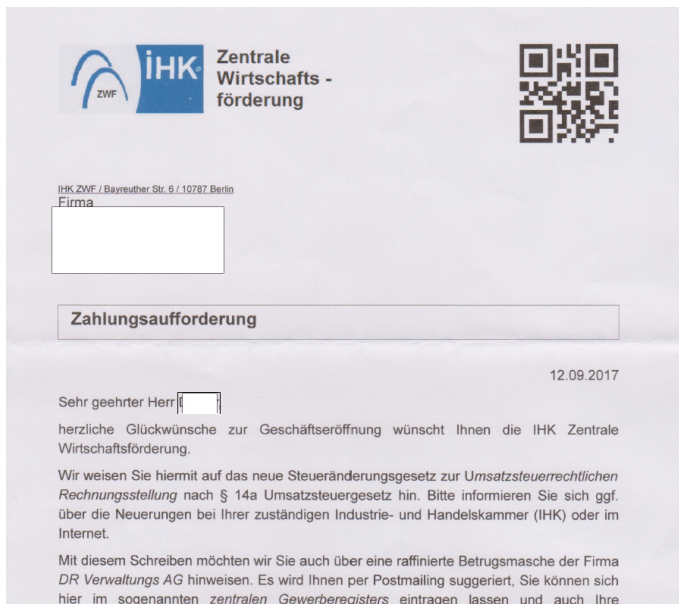 ZWF
IHK
Zentrale
Wirtschafts -
förderung
IHK ZWF / Bayreuther Str. 6 / 10787 Berlin
Firma
Zahlungsaufforderung
12.09.2017
Sehr geehrter Herr
herzliche Glückwünsche zur Geschäftseröffnung wünscht Ihnen die IHK Zentrale
Wirtschaftsförderung.
Wir weisen Sie hiermit auf das neue Steueränderungsgesetz zur Umsatzsteuerrechtlichen
Rechnungsstellung nach § 14a Umsatzsteuergesetz hin. Bitte informieren Sie sich ggf.
über die Neuerungen bei Ihrer zuständigen Industrie- und Handelskammer (IHK) oder im
Internet.
Mit diesem Schreiben möchten wir Sie auch über eine raffinierte Betrugsmasche der Firma
DR Verwaltungs AG hinweisen. Es wird Ihnen per Postmailing suggeriert, Sie können sich
hier im sogenannten zentralen Gewerberegisters eintragen lassen und auch Ihre